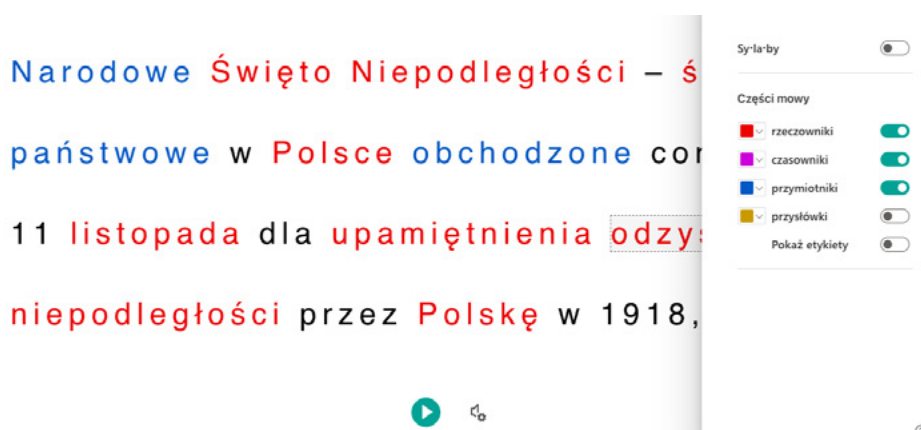 Narodowe Święto Niepodległości – ś
państwowe w Polsce obchodzone cor
11 listopada dla upamiętnienia odzys
niepodległości przez Polskę w 1918,
Sy·la·by
Części mowy
rzeczowniki
czasowniki
przymiotniki
przysłówki
Pokaż etykiety